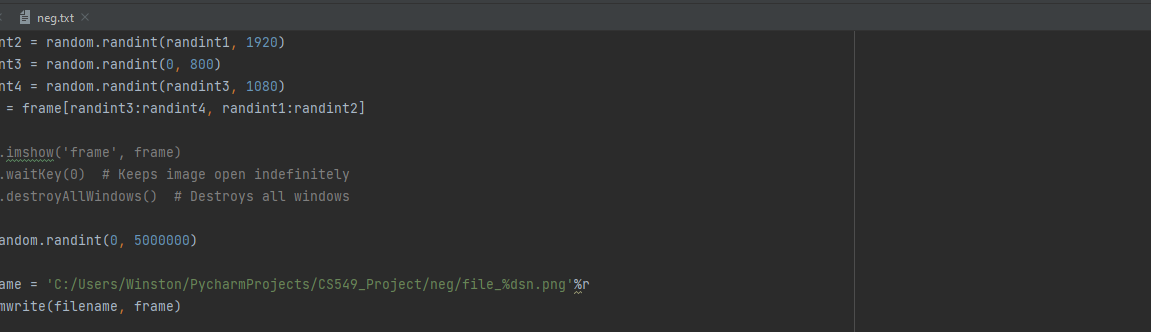 neg.txt
nt2 = random.randint(randint1, 1920)
nt3 = random.randint(0, 800)
nt4 = random.randint(randint3, 1080)
= frame[randint3:randint4, randint1:randint2]
.imshow('frame', frame)
.waitKey(0)  # Keeps image open indefinitely
.destroyAllWindows()  # Destroys all windows
andom.randint(0, 5000000)
ame = 'C:/Users/Winston/PycharmProjects/CS549_Project/neg/file_%dsn.png'%r
mwrite(filename, frame)